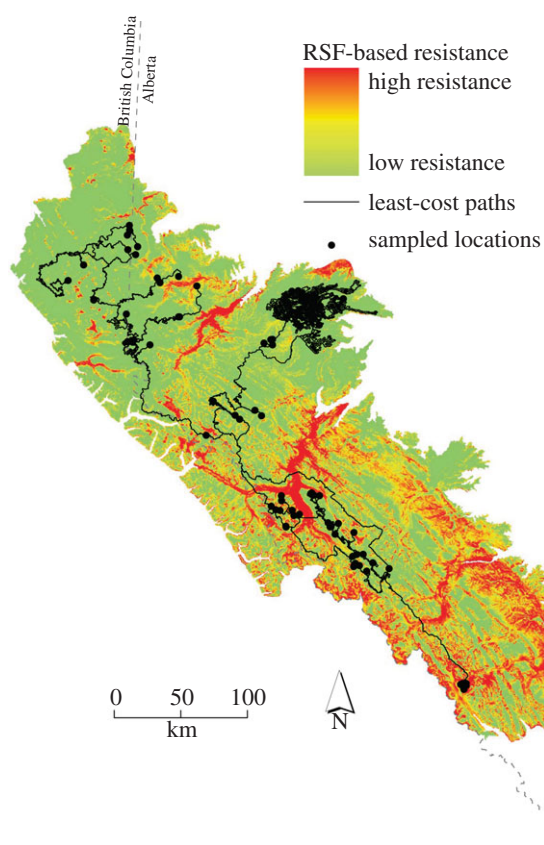 British Columbia
Alberta
RSF-based resistance
high resistance
low resistance
least-cost paths
sampled locations
0 50 100
km
N